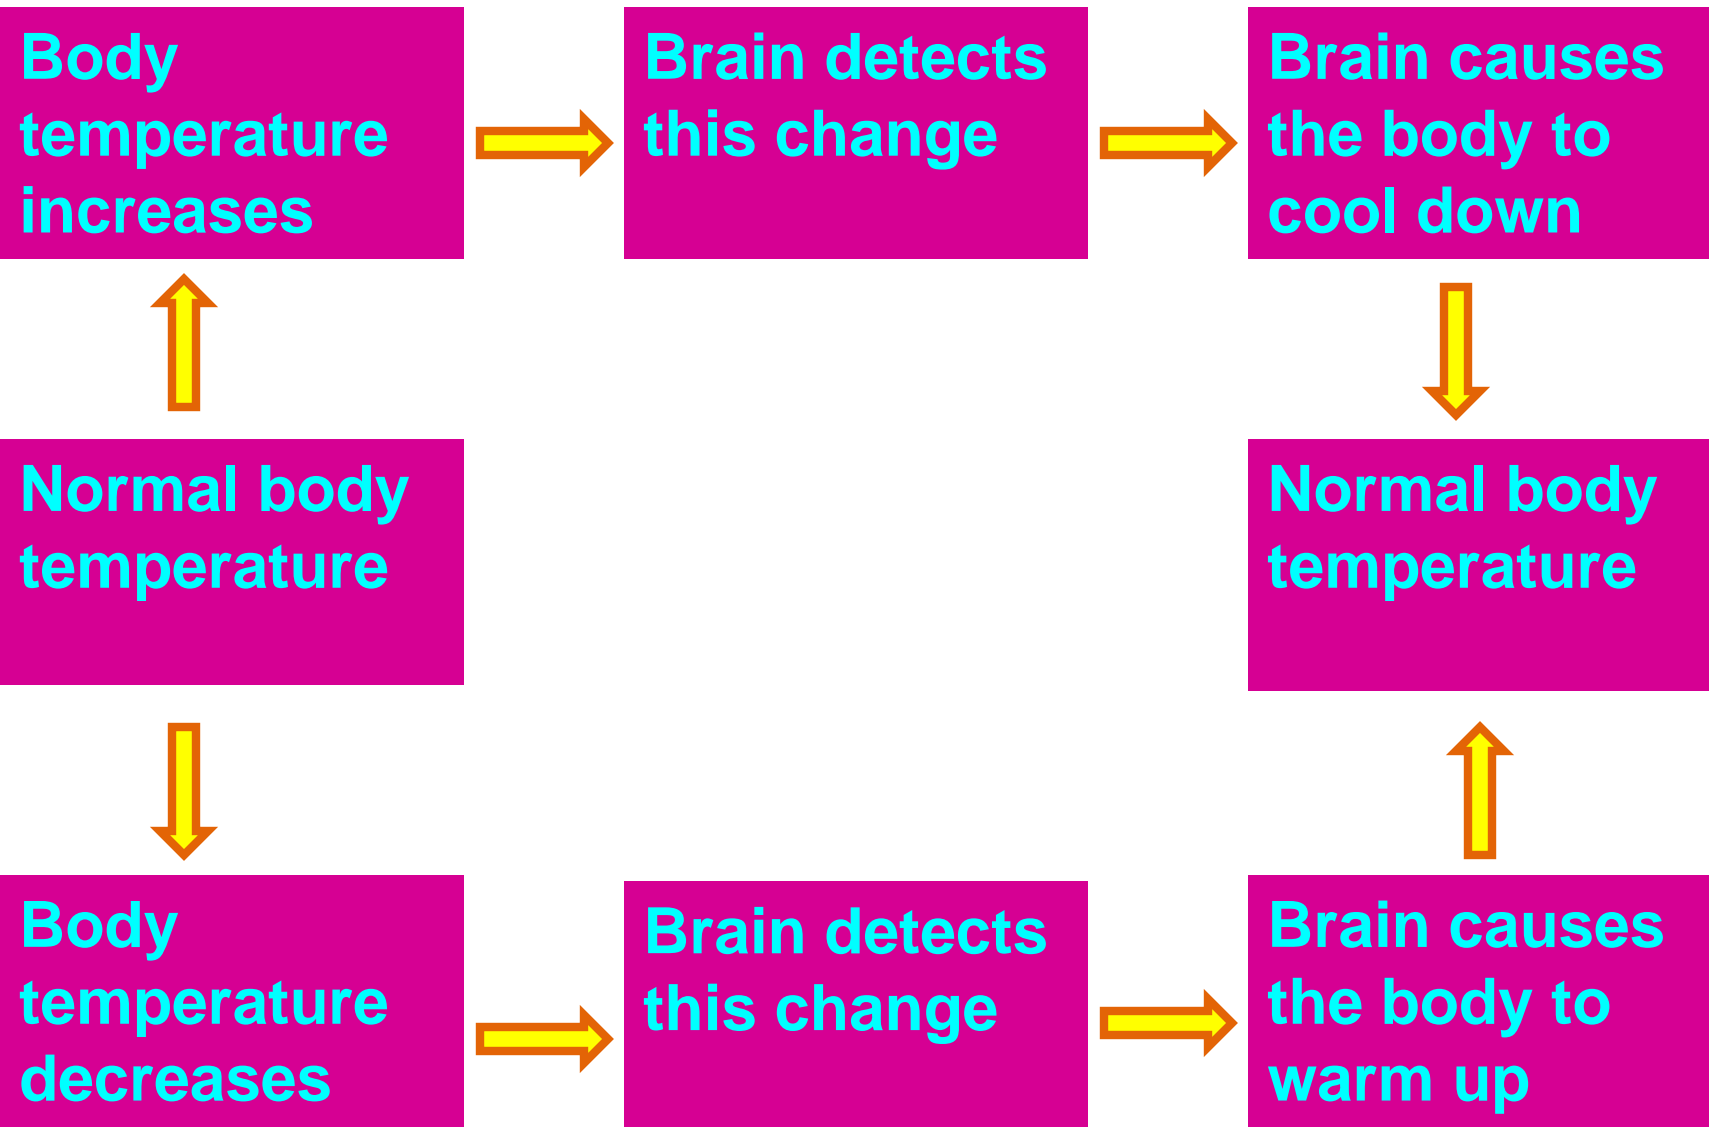 Body
temperature
increases
Brain detects
this change
Brain causes
the body to
cool down
Normal body
temperature
Normal body
temperature
Body
temperature
decreases
Brain detects
this change
Brain causes
the body to
warm up